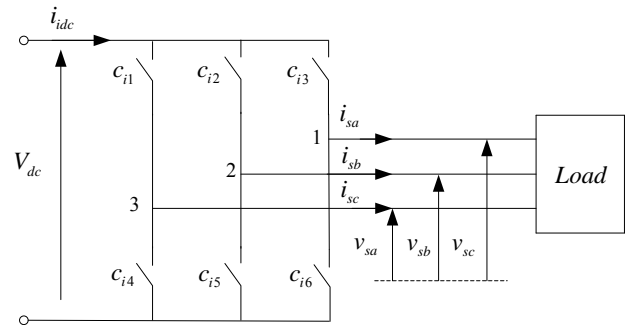 i_idc
c_i1 c_i2 c_i3
i_sa
1
i_sb
V_dc 2 Load
i_sc
3
v_sa v_sb v_sc
c_i4 c_i5 c_i6